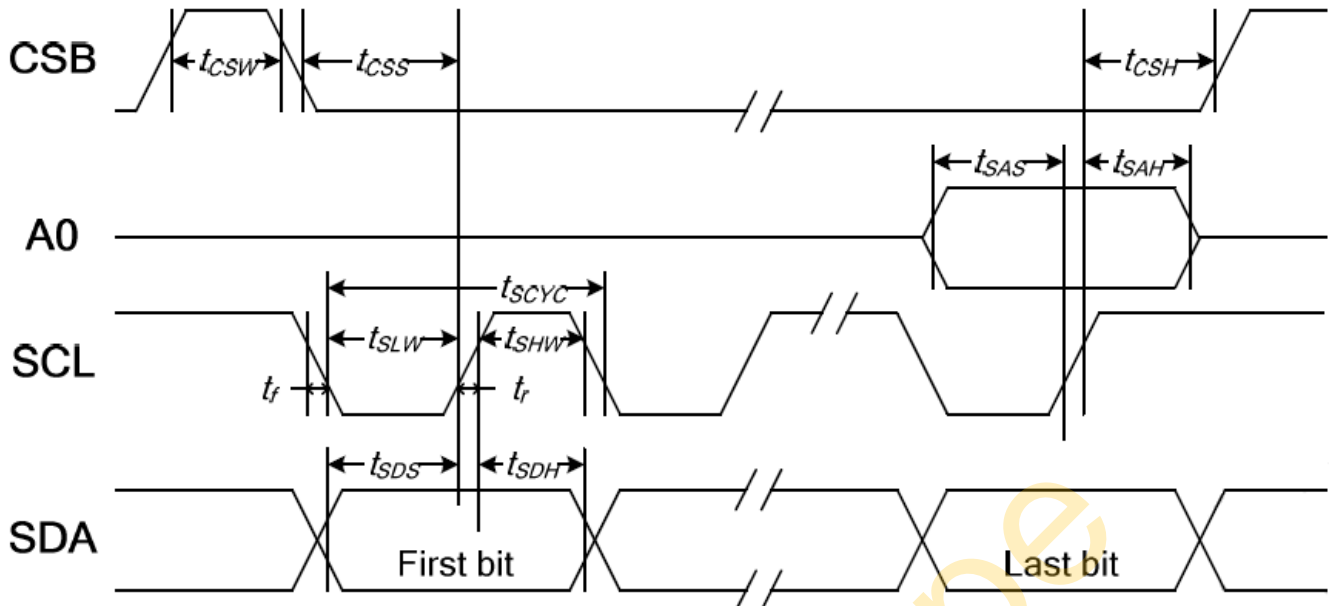 CSB
tCSW
tCSS
tCSH
tSAS
tSAH
A0
tSCYC
SCL
tSLW
tSHW
tf
tr
tSDS
tSDH
SDA
First bit
Last bit